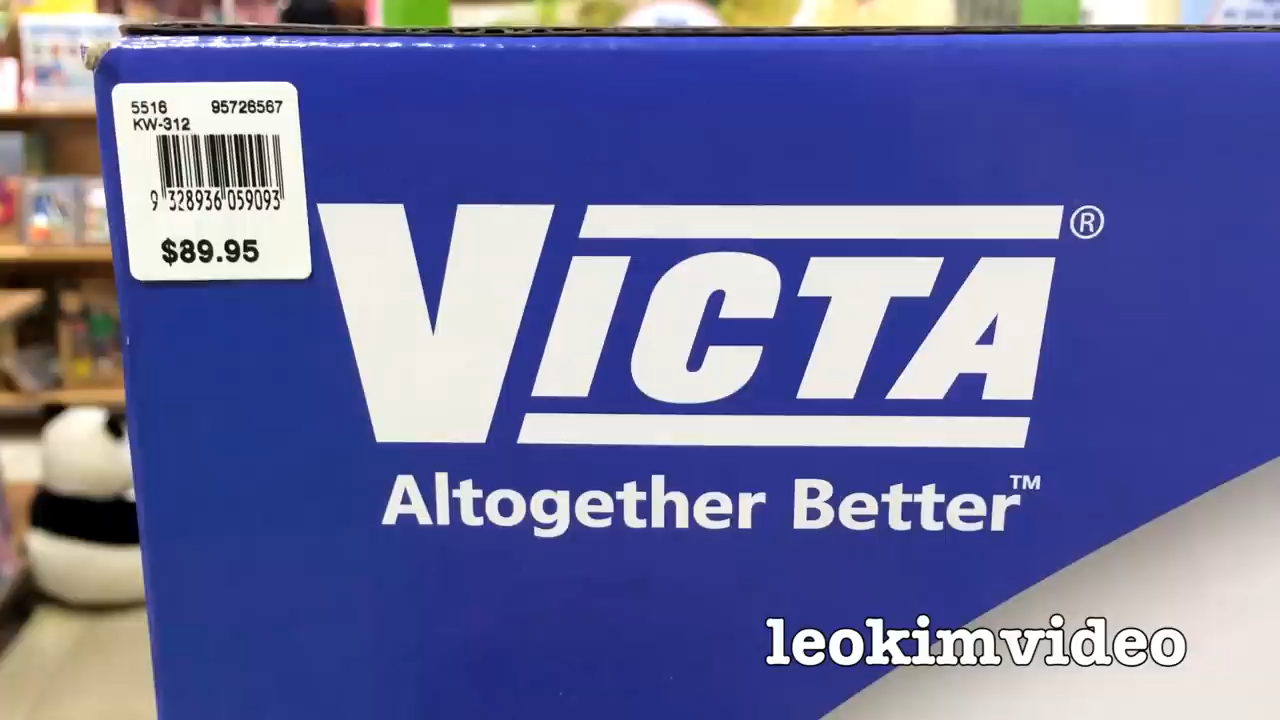 5516 95726567
KW-312
9 328936 059093
$89.95
VICTA®
Altogether Better™
leokimvideo